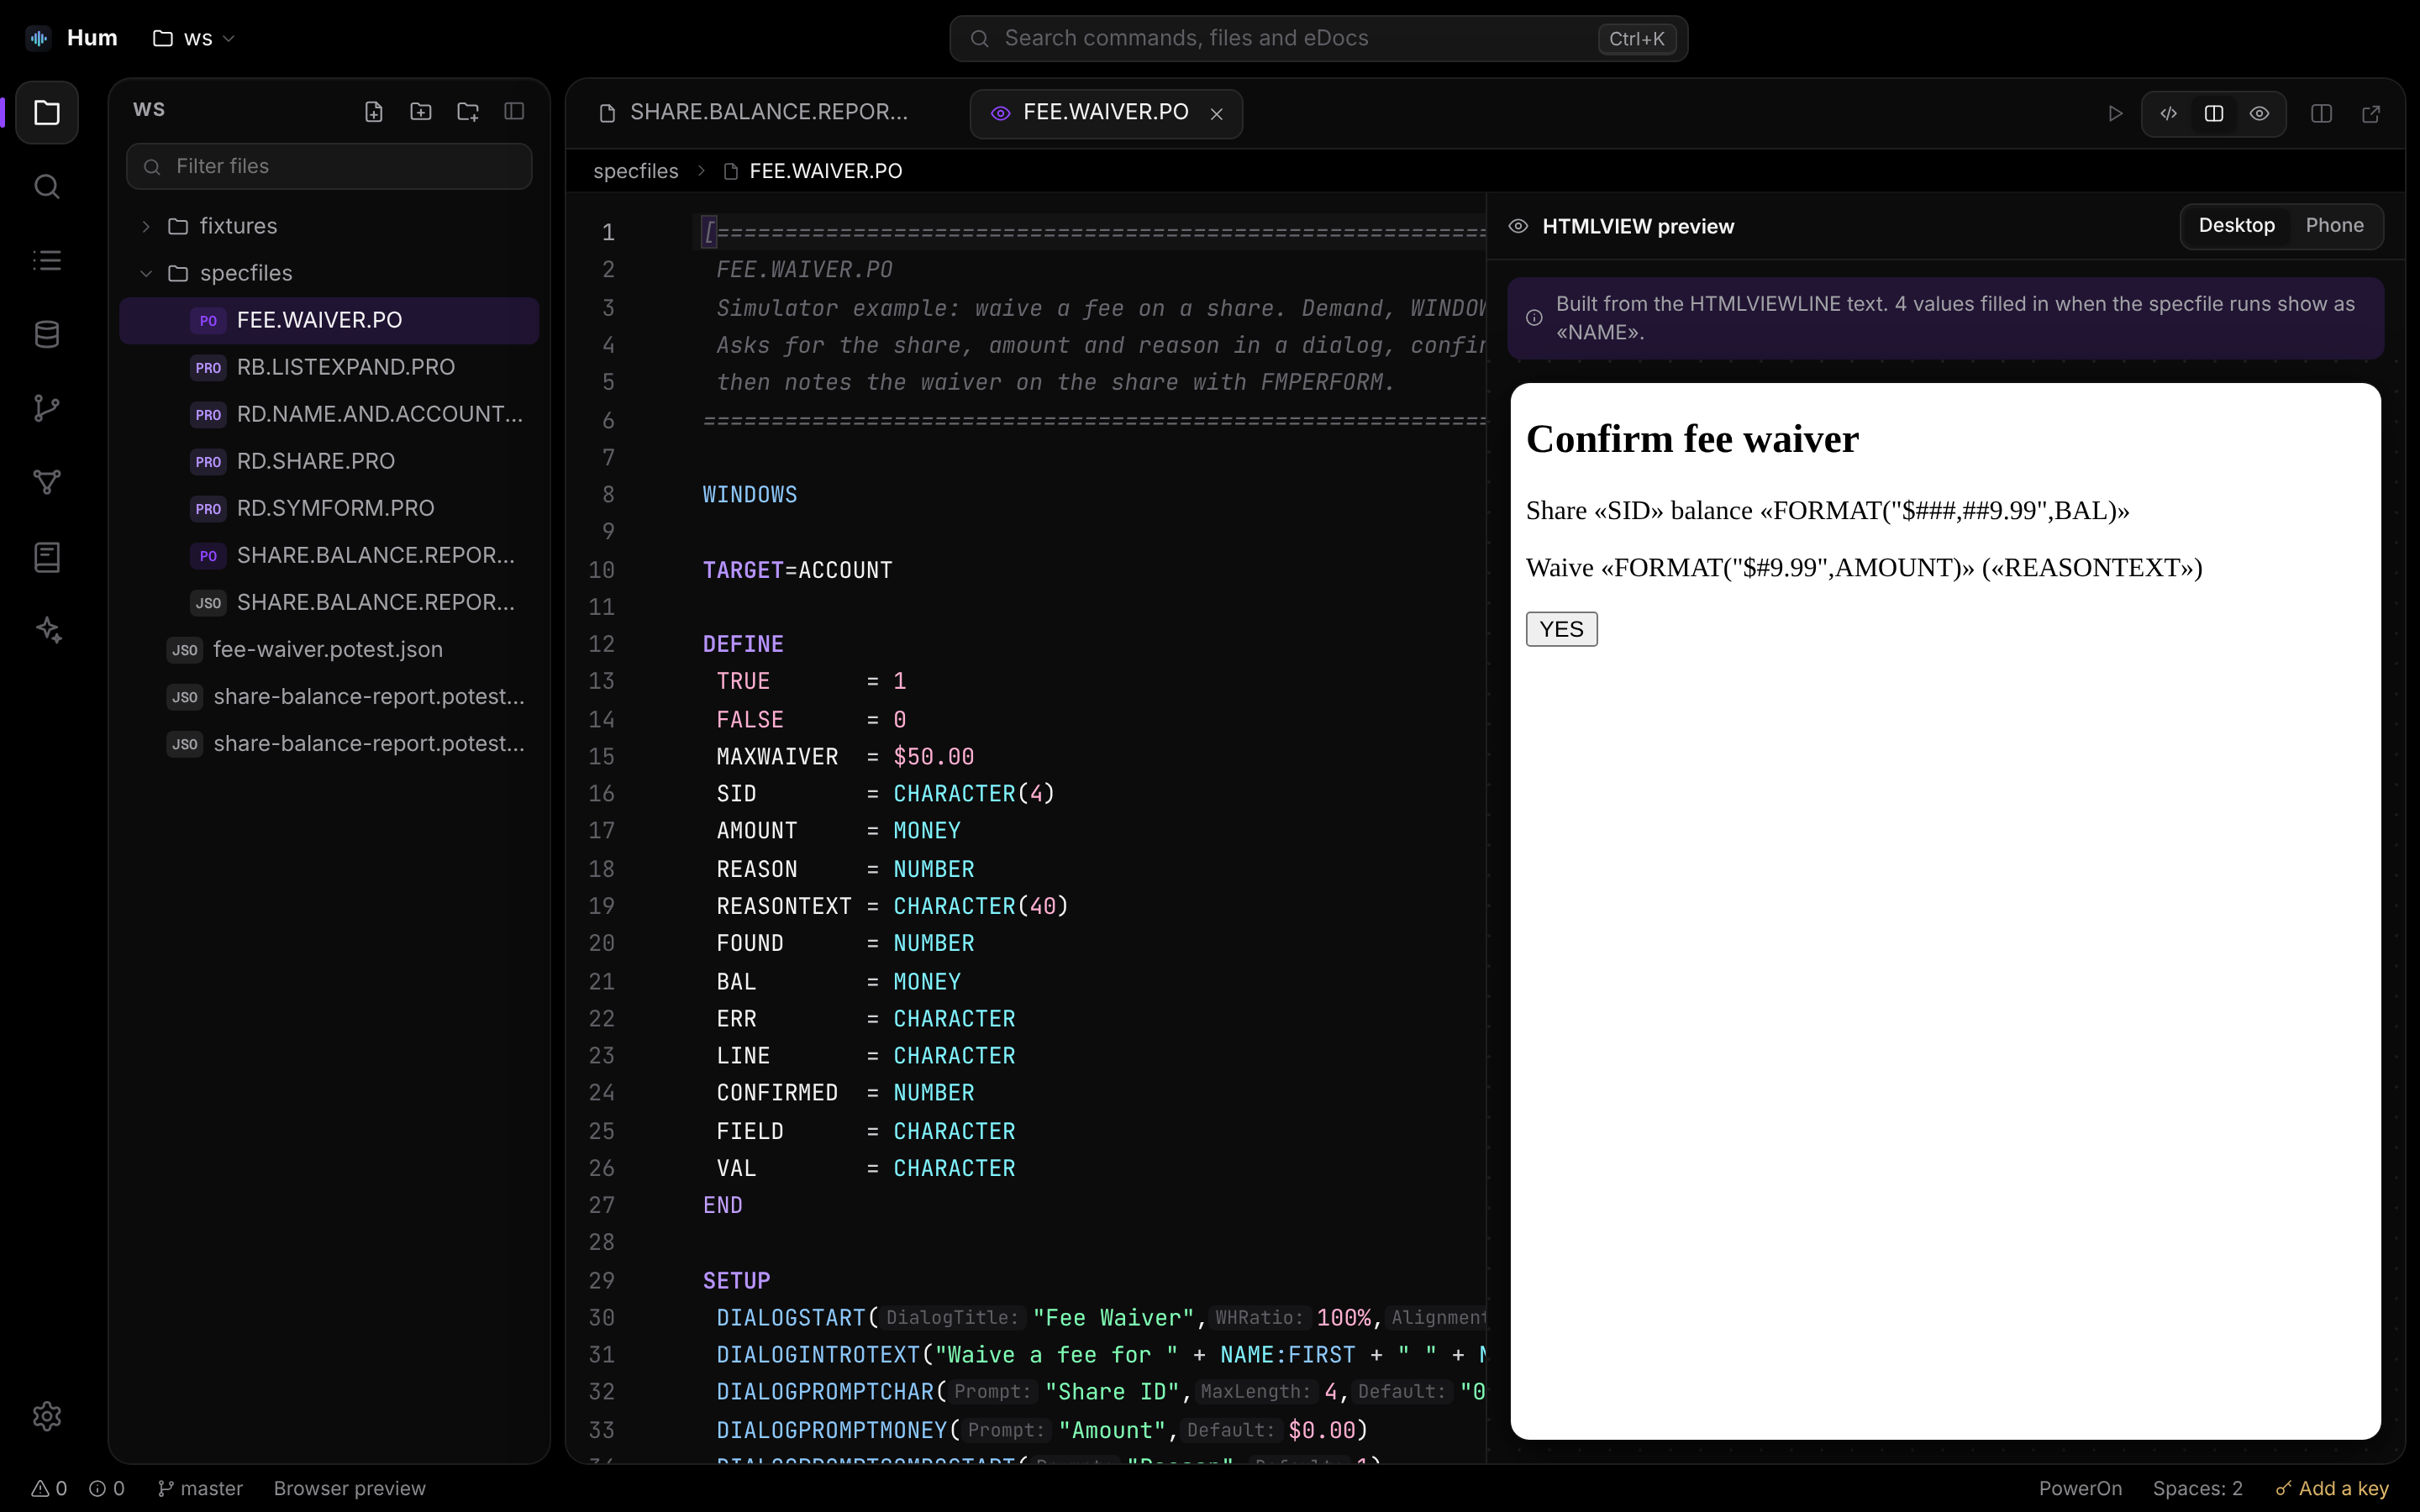 Hum
ws
Search commands, files and eDocs
Ctrl+K
WS
Filter files
fixtures
specfiles
PO FEE.WAIVER.PO
PRO RB.LISTEXPAND.PRO
PRO RD.NAME.AND.ACCOUNT...
PRO RD.SHARE.PRO
PRO RD.SYMFORM.PRO
PO SHARE.BALANCE.REPOR...
JSO SHARE.BALANCE.REPOR...
JSO fee-waiver.potest.json
JSO share-balance-report.potest...
JSO share-balance-report.potest...
SHARE.BALANCE.REPOR...
FEE.WAIVER.PO
specfiles > FEE.WAIVER.PO
1 [==========================================================
2 FEE.WAIVER.PO
3 Simulator example: waive a fee on a share. Demand, WINDOW
4 Asks for the share, amount and reason in a dialog, confir
5 then notes the waiver on the share with FMPERFORM.
6 ==========================================================
7
8 WINDOWS
9
10 TARGET=ACCOUNT
11
12 DEFINE
13 TRUE = 1
14 FALSE = 0
15 MAXWAIVER = $50.00
16 SID = CHARACTER(4)
17 AMOUNT = MONEY
18 REASON = NUMBER
19 REASONTEXT = CHARACTER(40)
20 FOUND = NUMBER
21 BAL = MONEY
22 ERR = CHARACTER
23 LINE = CHARACTER
24 CONFIRMED = NUMBER
25 FIELD = CHARACTER
26 VAL = CHARACTER
27 END
28
29 SETUP
30 DIALOGSTART(DialogTitle: "Fee Waiver",WHRatio: 100%,Alignment
31 DIALOGINTROTEXT("Waive a fee for " + NAME:FIRST + " " + N
32 DIALOGPROMPTCHAR(Prompt: "Share ID",MaxLength: 4,Default: "0
33 DIALOGPROMPTMONEY(Prompt: "Amount",Default: $0.00)
HTMLVIEW preview
Desktop
Phone
Built from the HTMLVIEWLINE text. 4 values filled in when the specfile runs show as
«NAME».
Confirm fee waiver
Share «SID» balance «FORMAT("$###,##9.99",BAL)»
Waive «FORMAT("$#9.99",AMOUNT)» («REASONTEXT»)
YES
0
0
master
Browser preview
PowerOn
Spaces: 2
Add a key